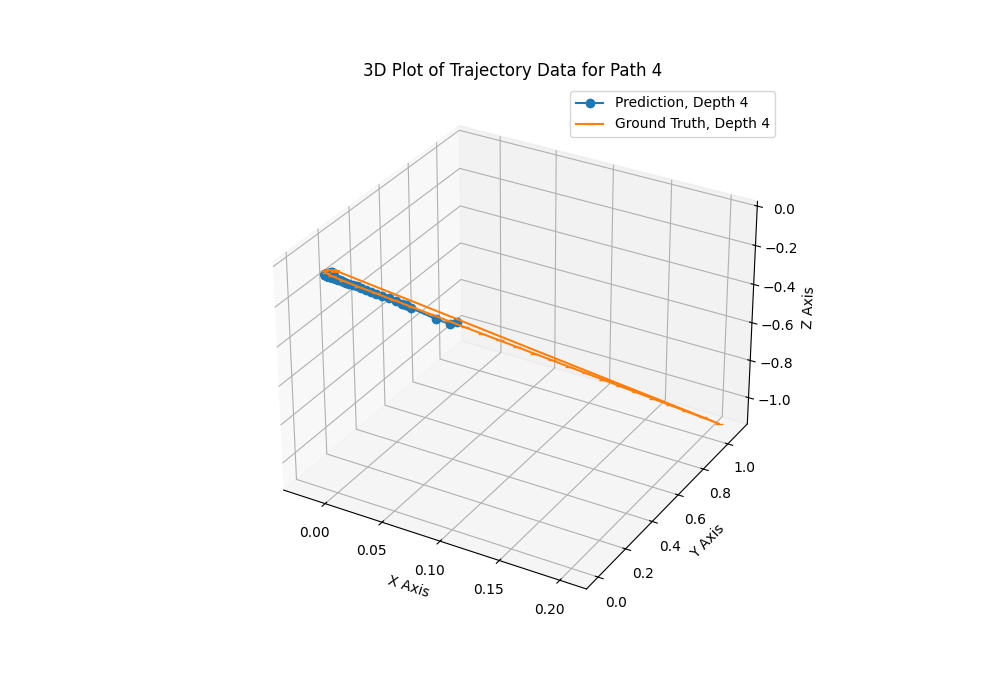 3D Plot of Trajectory Data for Path 4
Prediction, Depth 4
Ground Truth, Depth 4
0.0
−0.2
−0.4
−0.6
−0.8
−1.0
Z Axis
1.0
0.8
0.6
0.4
0.2
0.0
Y Axis
0.00
0.05
0.10
0.15
0.20
X Axis